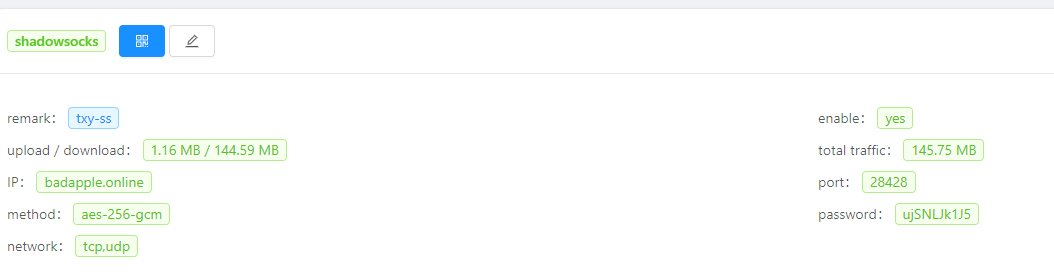 shadowsocks
remark: txy-ss
enable: yes
upload / download: 1.16 MB / 144.59 MB
total traffic: 145.75 MB
IP: badapple.online
port: 28428
method: aes-256-gcm
password: ujSNLJk1J5
network: tcp,udp